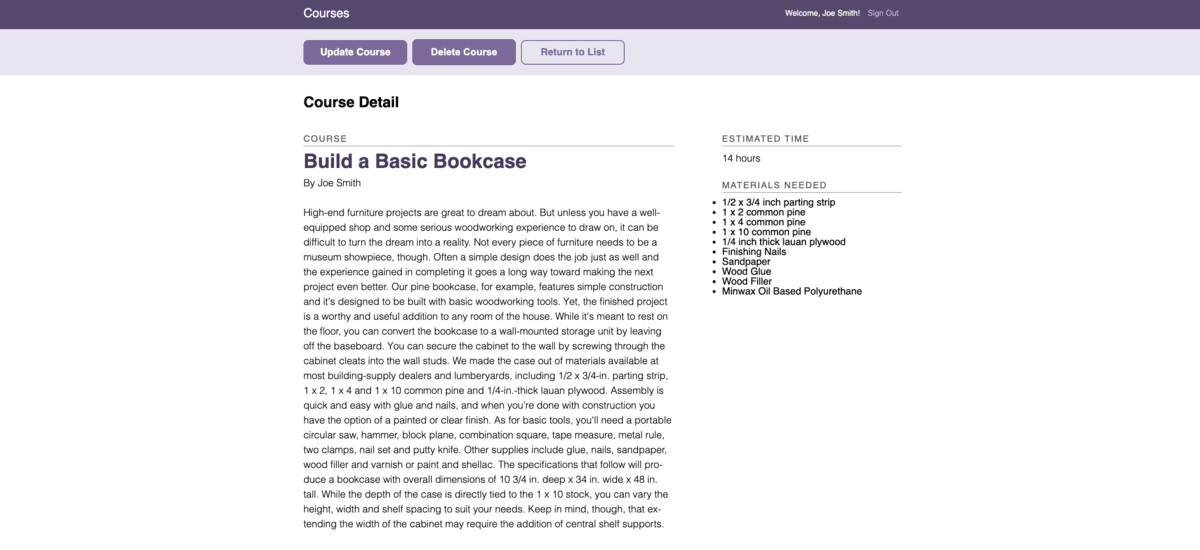 Courses
Welcome, Joe Smith! Sign Out
Update Course Delete Course Return to List
Course Detail
COURSE
Build a Basic Bookcase
By Joe Smith
High-end furniture projects are great to dream about. But unless you have a well-
equipped shop and some serious woodworking experience to draw on, it can be
difficult to turn the dream into a reality. Not every piece of furniture needs to be a
museum showpiece, though. Often a simple design does the job just as well and
the experience gained in completing it goes a long way toward making the next
project even better. Our pine bookcase, for example, features simple construction
and it's designed to be built with basic woodworking tools. Yet, the finished project
is a worthy and useful addition to any room of the house. While it's meant to rest on
the floor, you can convert the bookcase to a wall-mounted storage unit by leaving
off the baseboard. You can secure the cabinet to the wall by screwing through the
cabinet cleats into the wall studs. We made the case out of materials available at
most building-supply dealers and lumberyards, including 1/2 x 3/4-in. parting strip,
1 x 2, 1 x 4 and 1 x 10 common pine and 1/4-in.-thick lauan plywood. Assembly is
quick and easy with glue and nails, and when you're done with construction you
have the option of a painted or clear finish. As for basic tools, you'll need a portable
circular saw, hammer, block plane, combination square, tape measure, metal rule,
two clamps, nail set and putty knife. Other supplies include glue, nails, sandpaper,
wood filler and varnish or paint and shellac. The specifications that follow will pro-
duce a bookcase with overall dimensions of 10 3/4 in. deep x 34 in. wide x 48 in.
tall. While the depth of the case is directly tied to the 1 x 10 stock, you can vary the
height, width and shelf spacing to suit your needs. Keep in mind, though, that ex-
tending the width of the cabinet may require the addition of central shelf supports.
ESTIMATED TIME
14 hours
MATERIALS NEEDED
• 1/2 x 3/4 inch parting strip
• 1 x 2 common pine
• 1 x 4 common pine
• 1 x 10 common pine
• 1/4 inch thick lauan plywood
• Finishing Nails
• Sandpaper
• Wood Glue
• Wood Filler
• Minwax Oil Based Polyurethane